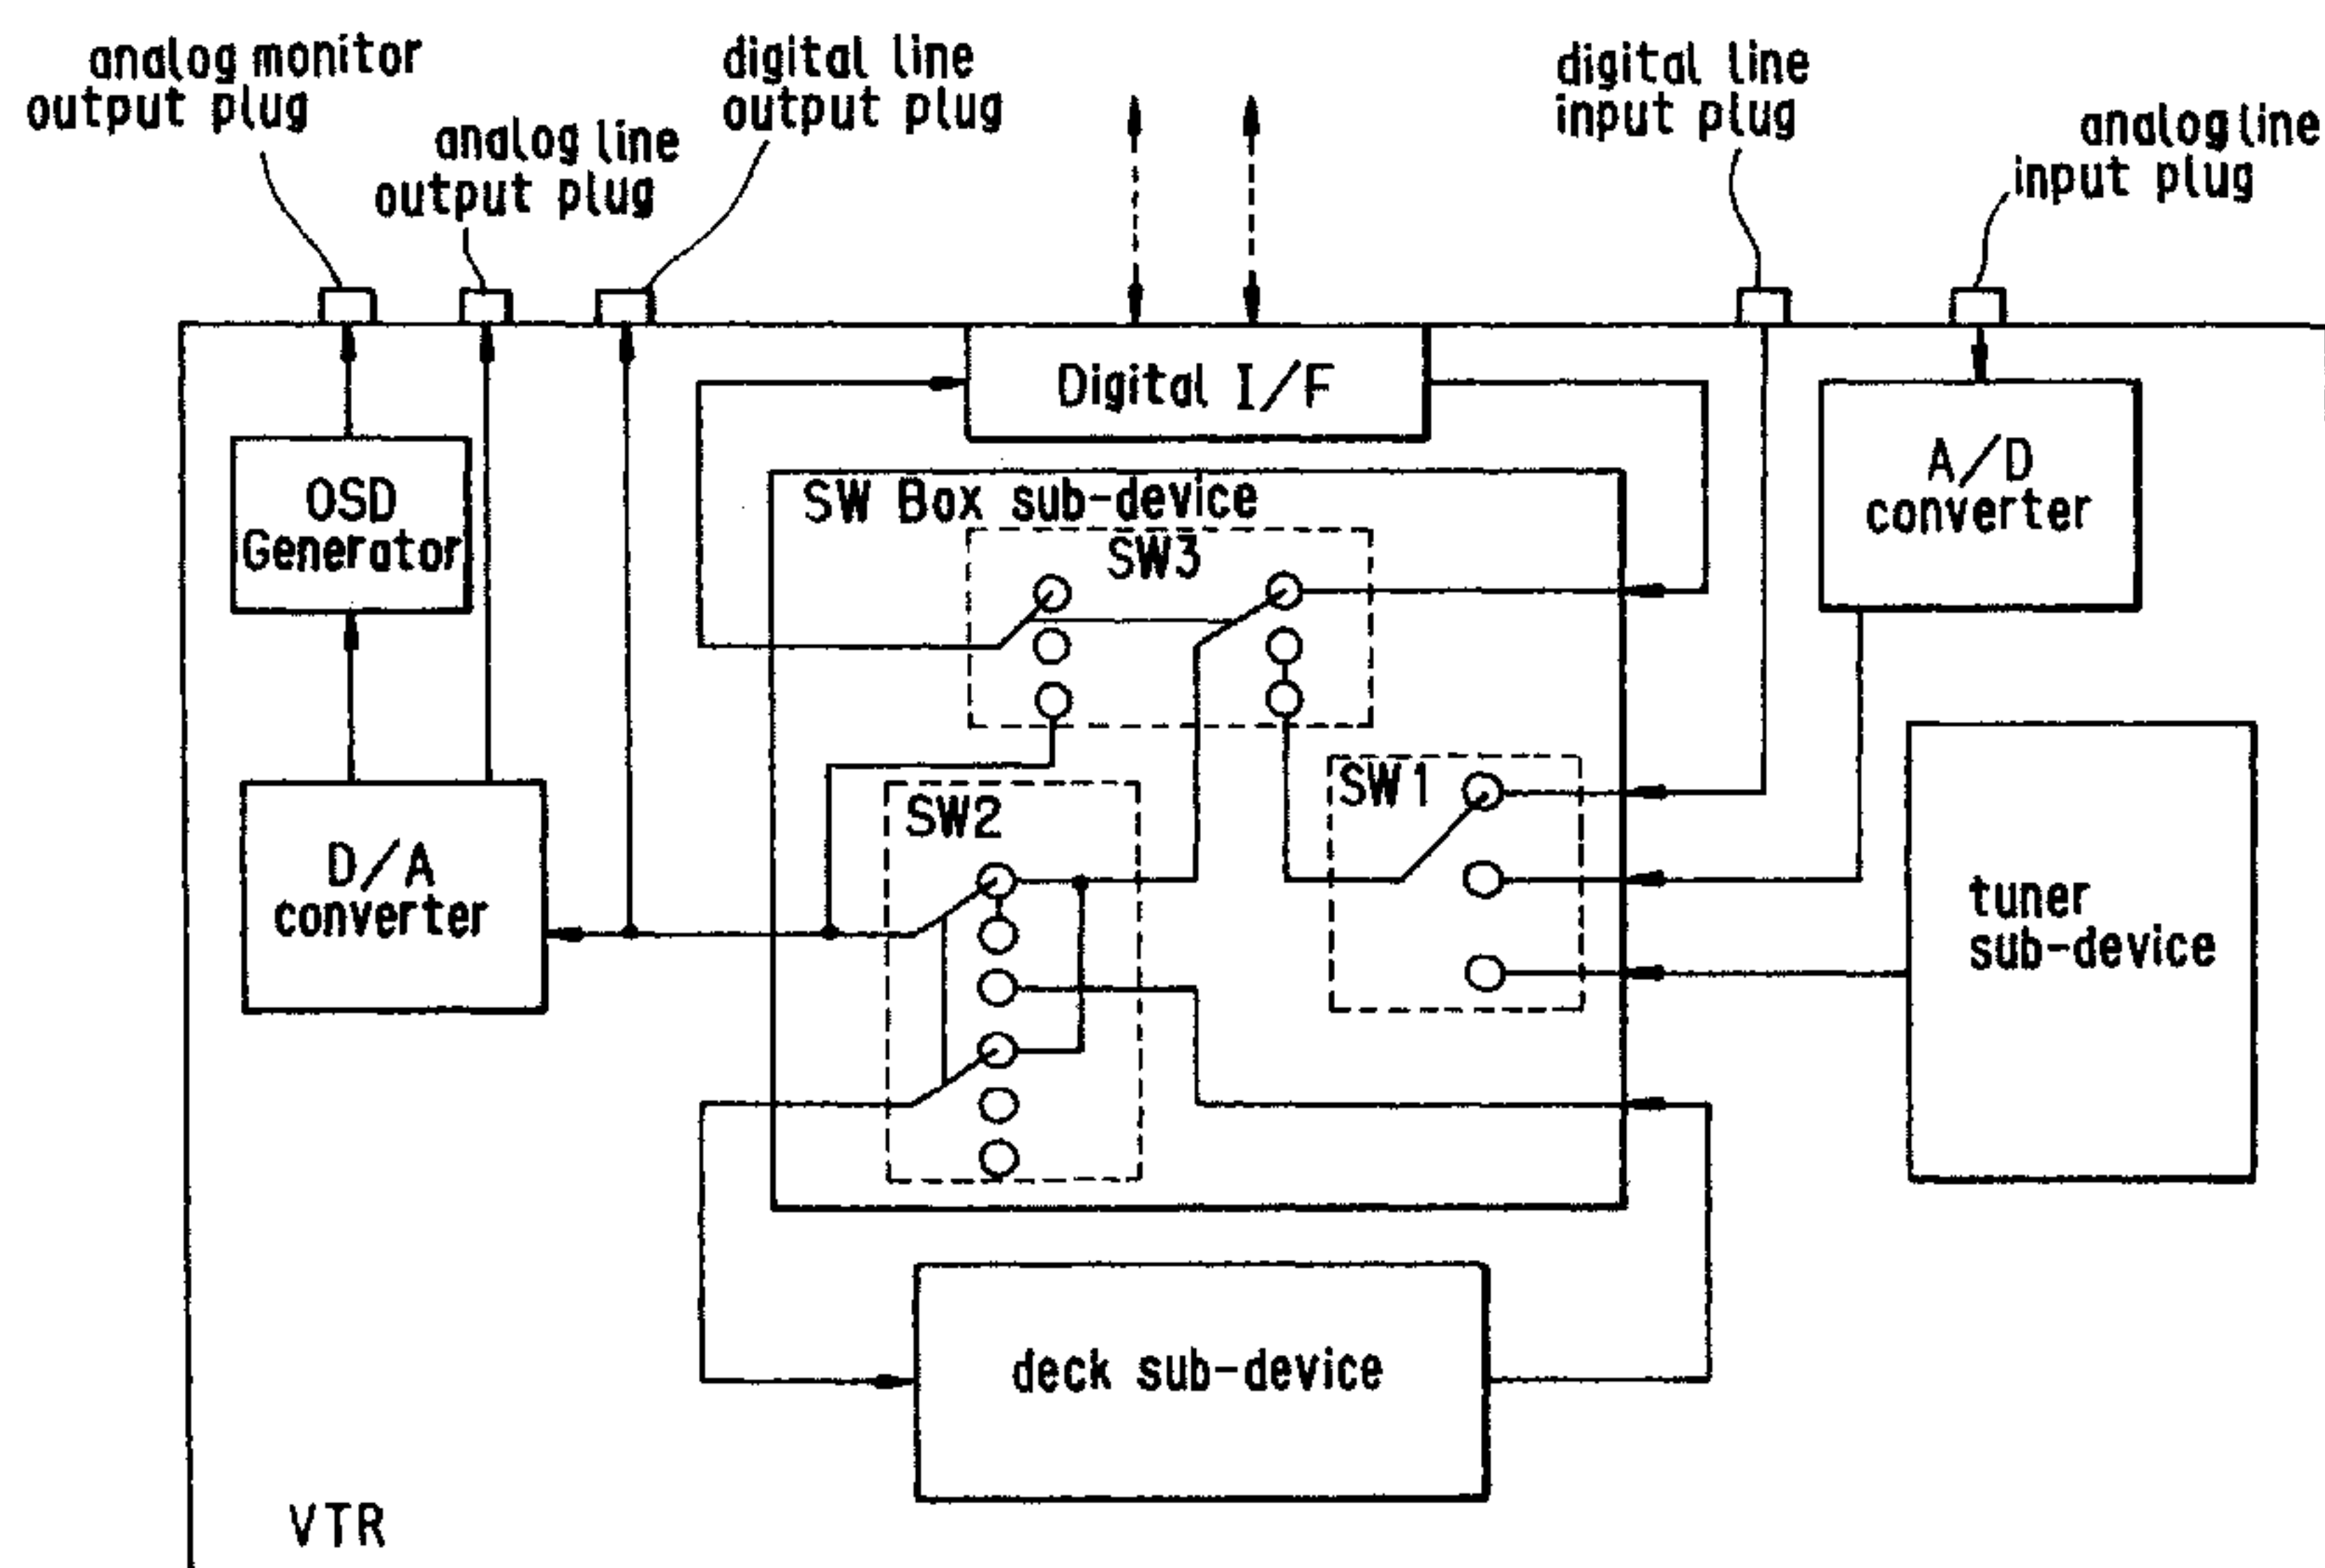 analog monitor
output plug
analog line
output plug
digital line
output plug
digital line
input plug
analog line
input plug
Digital I/F
OSD
Generator
A/D
converter
SW Box sub-device
SW3
SW1
SW2
D/A
converter
tuner
sub-device
deck sub-device
VTR